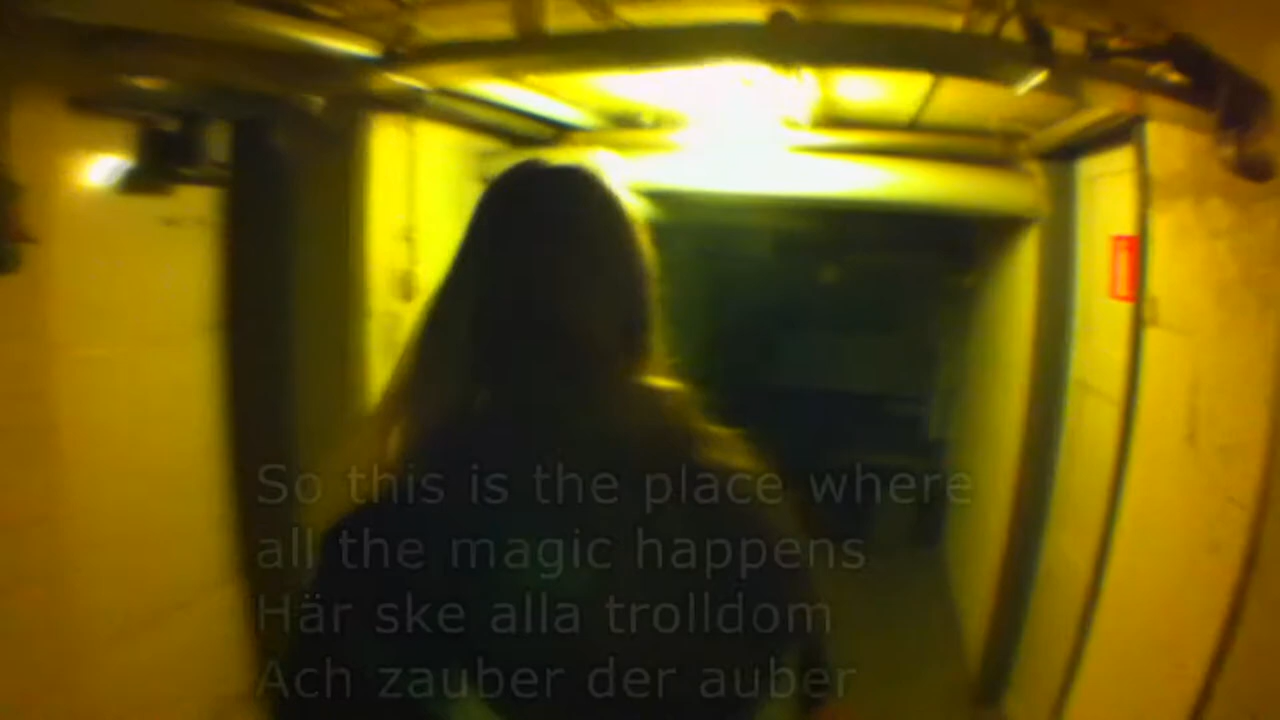 So this is the place where
all the magic happens
Här ske alla trolldom
Ach zauber der auber